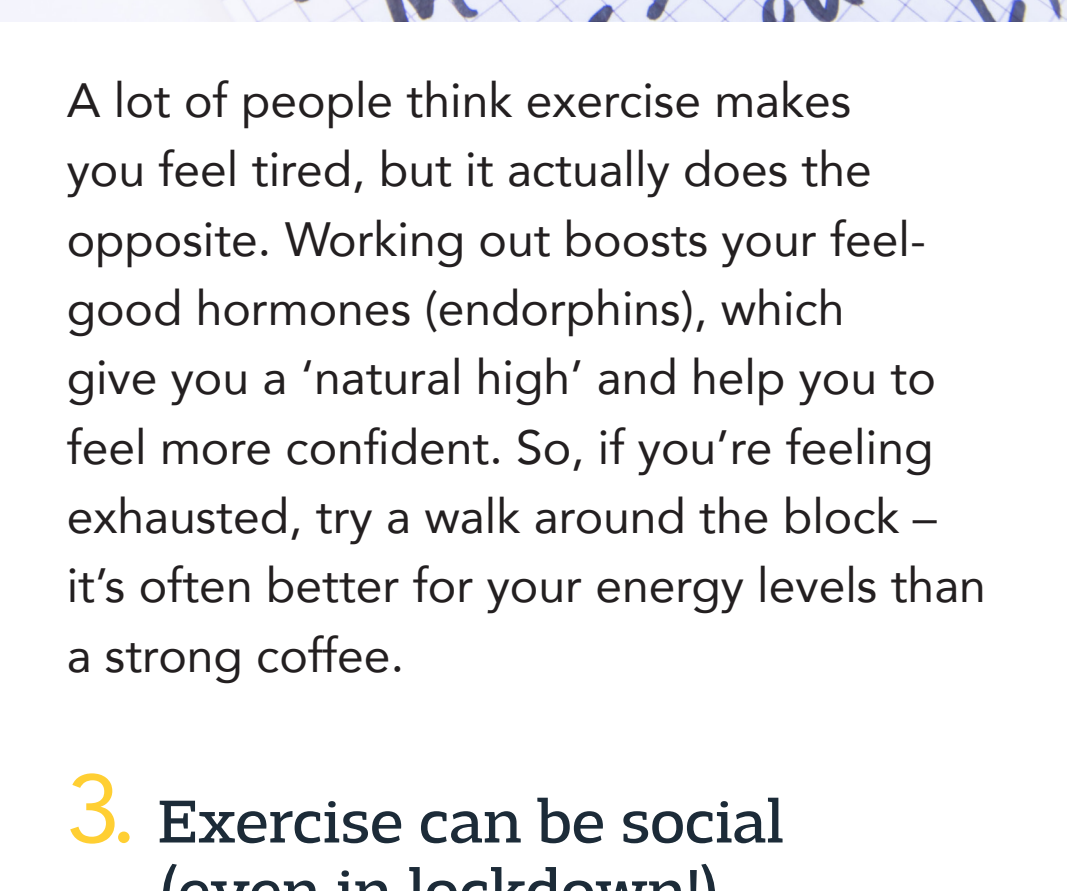 A lot of people think exercise makes
you feel tired, but it actually does the
opposite. Working out boosts your feel-
good hormones (endorphins), which
give you a ‘natural high’ and help you to
feel more confident. So, if you’re feeling
exhausted, try a walk around the block –
it’s often better for your energy levels than
a strong coffee.
3. Exercise can be social
(even in lockdown!)